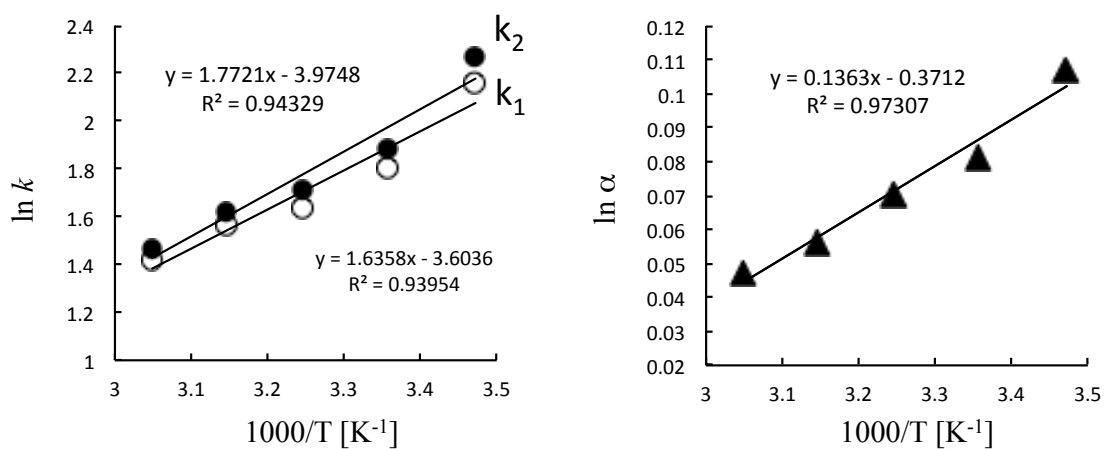 2.4
2.2
2
1.8
1.6
1.4
1.2
1
3
3.1
3.2
3.3
3.4
3.5
ln k
1000/T [K⁻¹]
y = 1.7721x - 3.9748
R² = 0.94329
k₂
k₁
y = 1.6358x - 3.6036
R² = 0.93954
0.12
0.11
0.1
0.09
0.08
0.07
0.06
0.05
0.04
0.03
0.02
3
3.1
3.2
3.3
3.4
3.5
ln α
1000/T [K⁻¹]
y = 0.1363x - 0.3712
R² = 0.97307